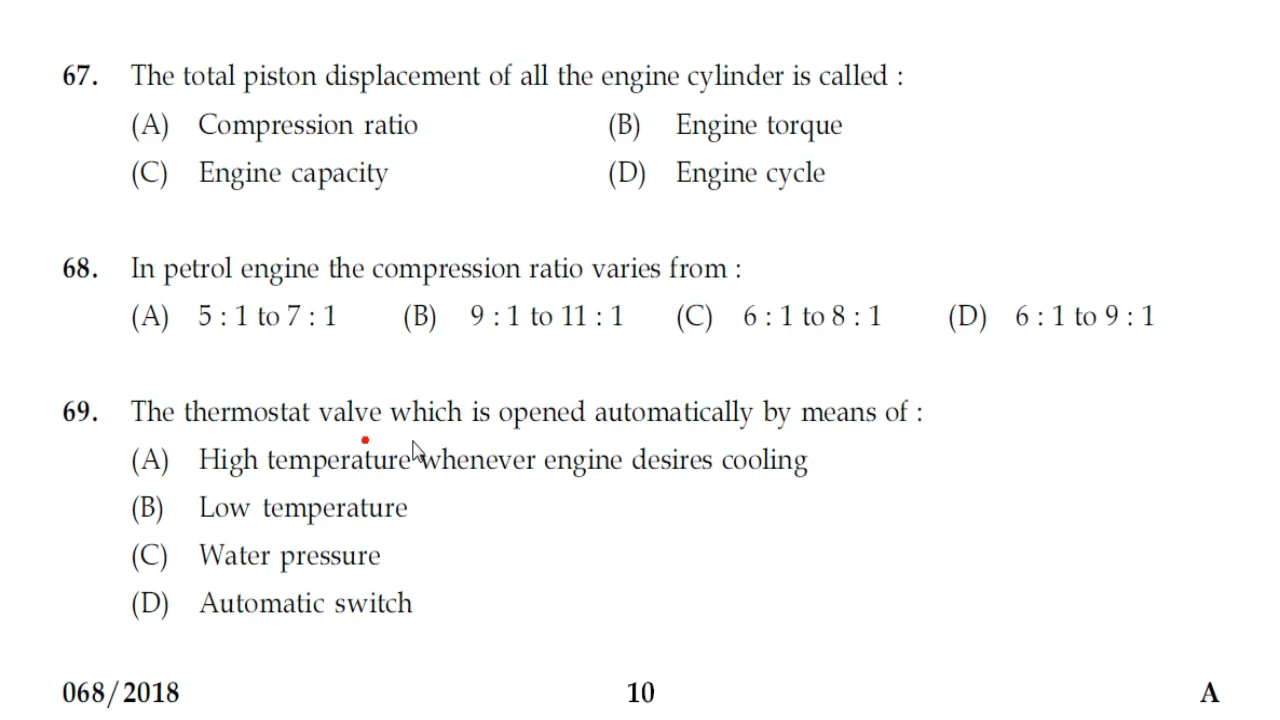 67. The total piston displacement of all the engine cylinder is called :
(A) Compression ratio (B) Engine torque
(C) Engine capacity (D) Engine cycle
68. In petrol engine the compression ratio varies from :
(A) 5 : 1 to 7 : 1 (B) 9 : 1 to 11 : 1 (C) 6 : 1 to 8 : 1 (D) 6 : 1 to 9 : 1
69. The thermostat valve which is opened automatically by means of :
(A) High temperature whenever engine desires cooling
(B) Low temperature
(C) Water pressure
(D) Automatic switch
068/2018 10 A